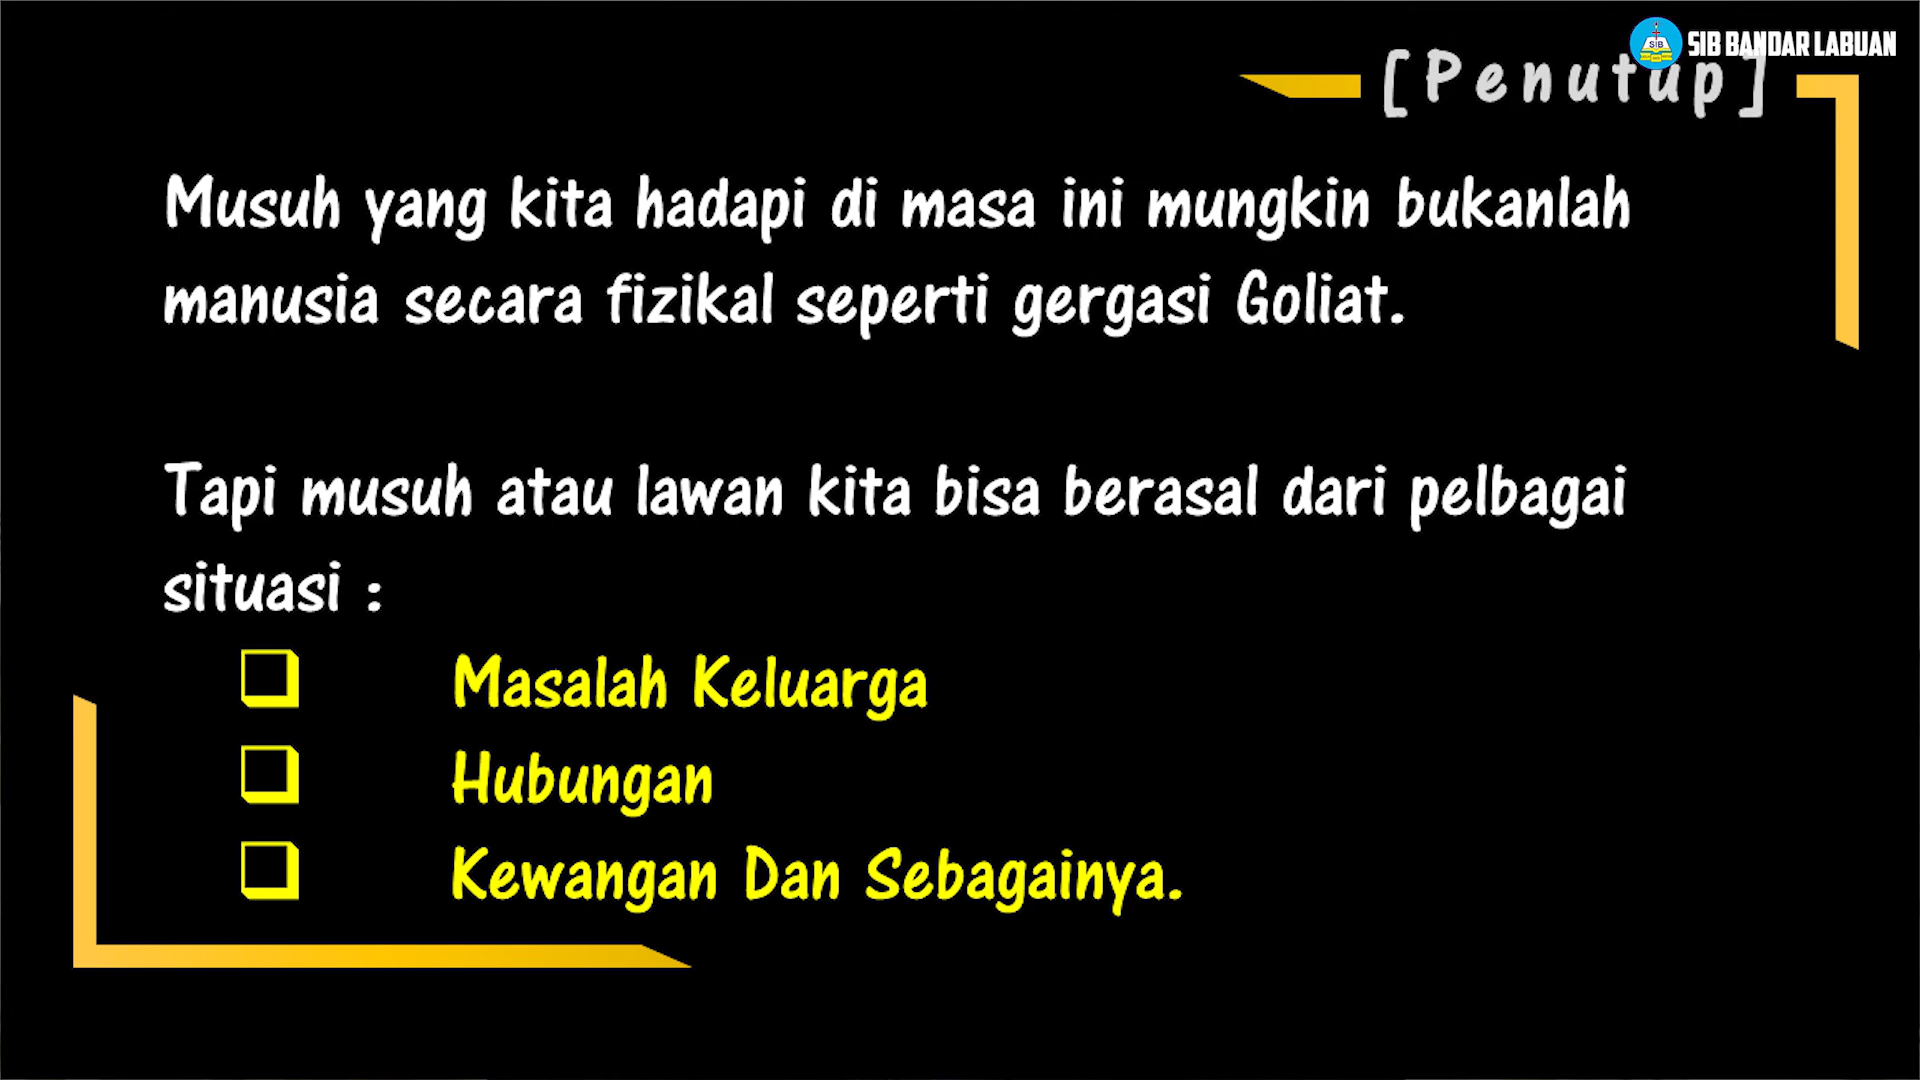 SIB BANDAR LABUAN
SIB
[Penutup]
Musuh yang kita hadapi di masa ini mungkin bukanlah
manusia secara fizikal seperti gergasi Goliat.
Tapi musuh atau lawan kita bisa berasal dari pelbagai
situasi :
❑ Masalah Keluarga
❑ Hubungan
❑ Kewangan Dan Sebagainya.